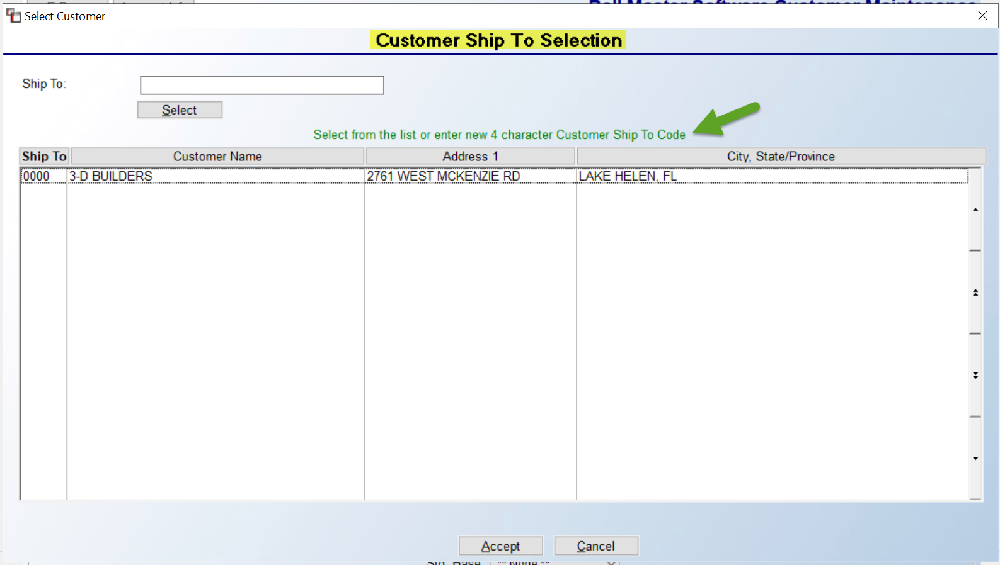 Select Customer
Customer Ship To Selection
Ship To:
Select
Select from the list or enter new 4 character Customer Ship To Code
Ship To Customer Name Address 1 City, State/Province
0000 3-D BUILDERS 2761 WEST MCKENZIE RD LAKE HELEN, FL
Accept Cancel